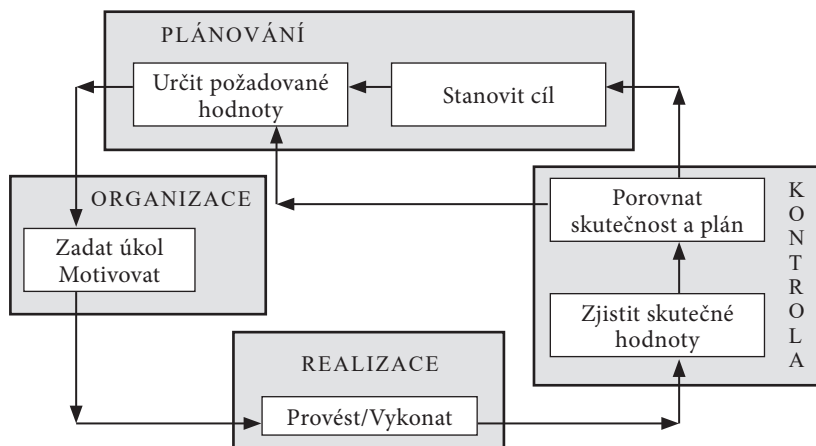 PLÁNOVÁNÍ
Určit požadované
hodnoty
Stanovit cíl
ORGANIZACE
Zadat úkol
Motivovat
REALIZACE
Provést/Vykonat
KONTROLA
Porovnat
skutečnost a plán
Zjistit skutečné
hodnoty